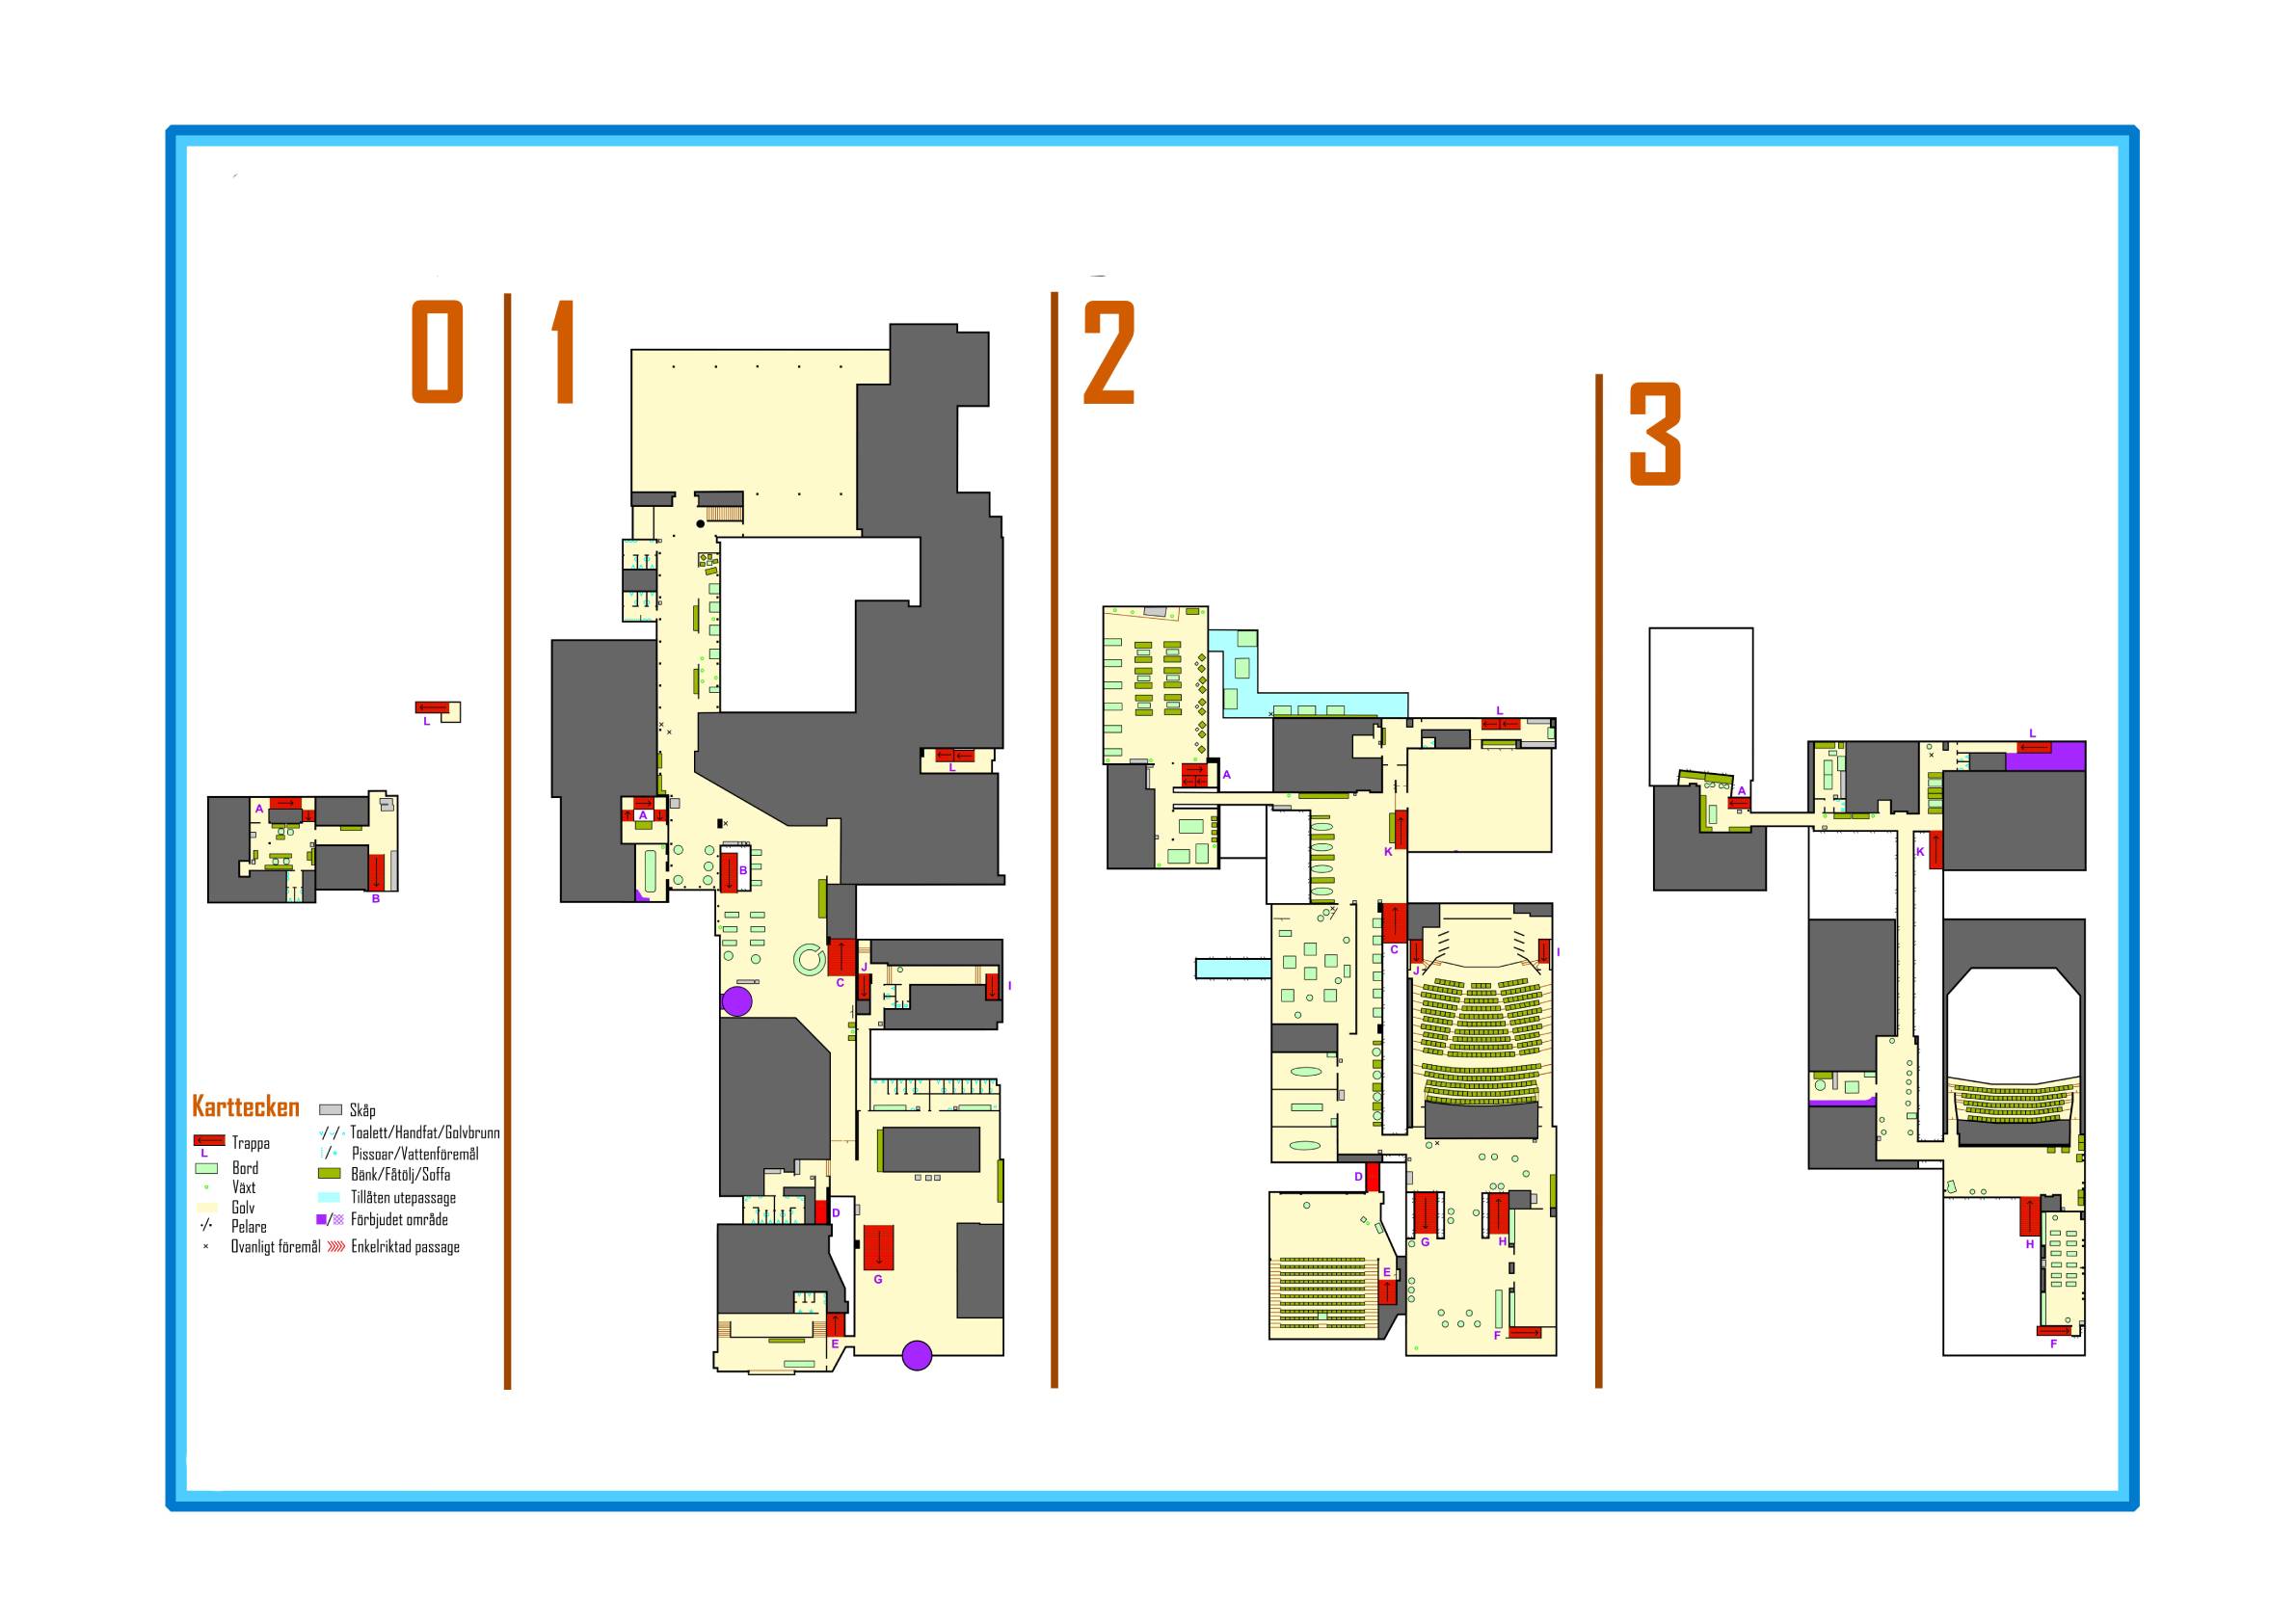 0
1
2
3
L
A
B
A
B
L
C
J
I
D
G
E
A
L
K
C
J
I
D
G
H
E
F
A
L
K
H
F
Karttecken
Trappa
L
Bord
Växt
Golv
Pelare
Ovanligt föremål
Skåp
Toalett/Handfat/Golvbrunn
Pissoar/Vattenföremål
Bänk/Fåtölj/Soffa
Tillåten utepassage
Förbjudet område
Enkelriktad passage